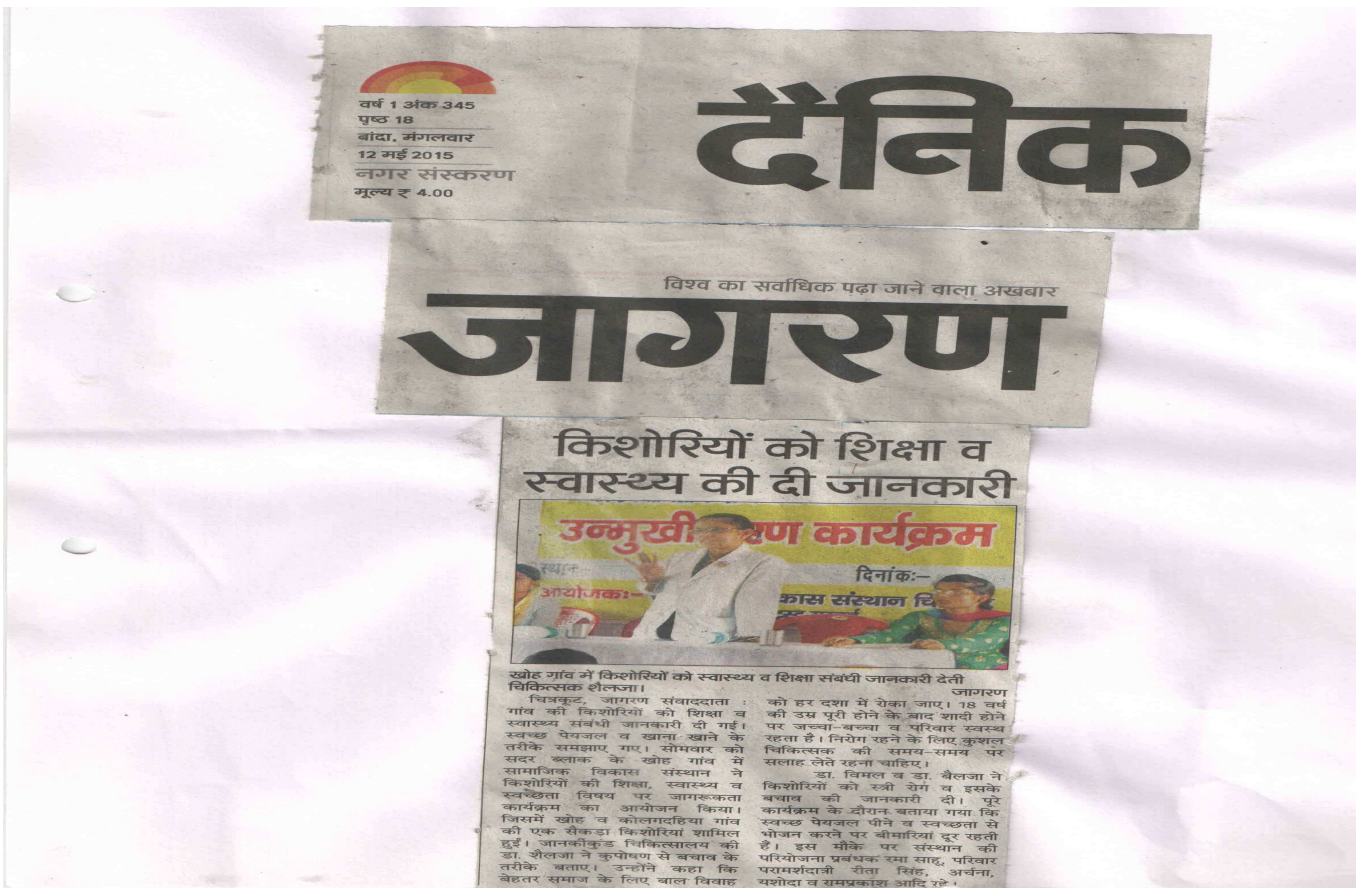 वर्ष 1 अंक 345
पृष्ठ 18
बांदा, मंगलवार
12 मई 2015
नगर संस्करण
मूल्य ₹ 4.00
दैनिक
विश्व का सर्वाधिक पढ़ा जाने वाला अखबार
जागरण
किशोरियों को शिक्षा व
स्वास्थ्य की दी जानकारी
उन्मुखी रण कार्यक्रम
स्थान
दिनांक:-
आयोजक:-
कास संस्थान चि
खोह गांव में किशोरियों को स्वास्थ्य व शिक्षा संबंधी जानकारी देती
चिकित्सक शैलजा।
जागरण
चित्रकूट, जागरण संवाददाता :
गांव की किशोरियों को शिक्षा व
स्वास्थ्य संबंधी जानकारी दी गई।
स्वच्छ पेयजल व खाना खाने के
तरीके समझाए गए। सोमवार को
सदर ब्लाक के खोह गांव में
सामाजिक विकास संस्थान ने
किशोरियों की शिक्षा, स्वास्थ्य व
स्वच्छता विषय पर जागरूकता
कार्यक्रम का आयोजन किया।
जिसमें खोह व कोलगदहिया गांव
की एक सैकड़ा किशोरियां शामिल
हुईं। जानकीकुंड चिकित्सालय की
डा. शैलजा ने कुपोषण से बचाव के
तरीके बताए। उन्होंने कहा कि
बेहतर समाज के लिए बाल विवाह
को हर दशा में रोका जाए। 18 वर्ष
की उम्र पूरी होने के बाद शादी होने
पर जच्चा-बच्चा व परिवार स्वस्थ
रहता है। निरोग रहने के लिए कुशल
चिकित्सक की समय-समय पर
सलाह लेते रहना चाहिए।
डा. विमल व डा. बैलजा ने
किशोरियों को स्त्री रोग व इसके
बचाव की जानकारी दी। पूरे
कार्यक्रम के दौरान बताया गया कि
स्वच्छ पेयजल पीने व स्वच्छता से
भोजन करने पर बीमारियां दूर रहती
है। इस मौके पर संस्थान की
परियोजना प्रबंधक रमा साहू, परिवार
परामर्शदात्री रीता सिंह, अर्चना,
यशोदा व रामप्रकाश आदि रहे।